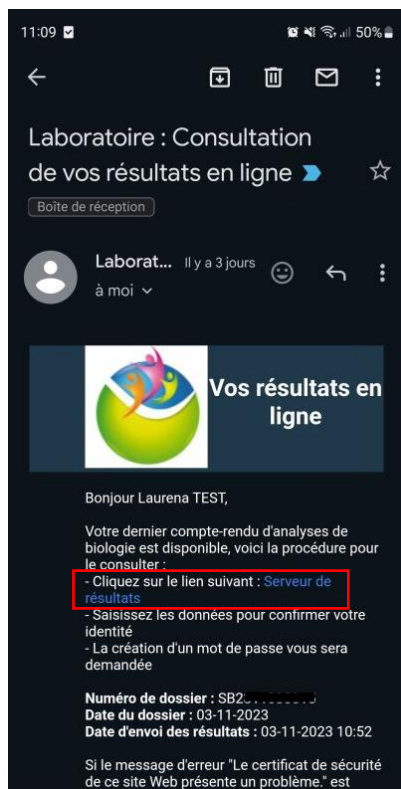 11:09 50%
Laboratoire : Consultation
de vos résultats en ligne
Boîte de réception
Laborat... Il y a 3 jours
à moi
Vos résultats en
ligne
Bonjour Laurena TEST,
Votre dernier compte-rendu d'analyses de
biologie est disponible, voici la procédure pour
le consulter :
- Cliquez sur le lien suivant : Serveur de
résultats
- Saisissez les données pour confirmer votre
identité
- La création d'un mot de passe vous sera
demandée
Numéro de dossier : SB2
Date du dossier : 03-11-2023
Date d'envoi des résultats : 03-11-2023 10:52
Si le message d'erreur "Le certificat de sécurité
de ce site Web présente un problème." est